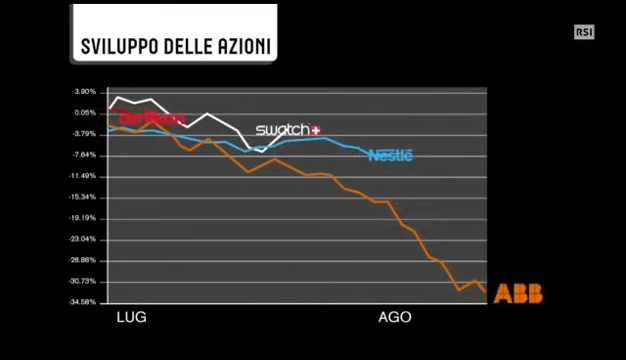 SVILUPPO DELLE AZIONI
RSI
3.90%
0.05%
-3.79%
-7.64%
-11.49%
-15.34%
-19.19%
-23.04%
-26.88%
-30.73%
-34.58%
swatch
Nestlé
ABB
LUG
AGO